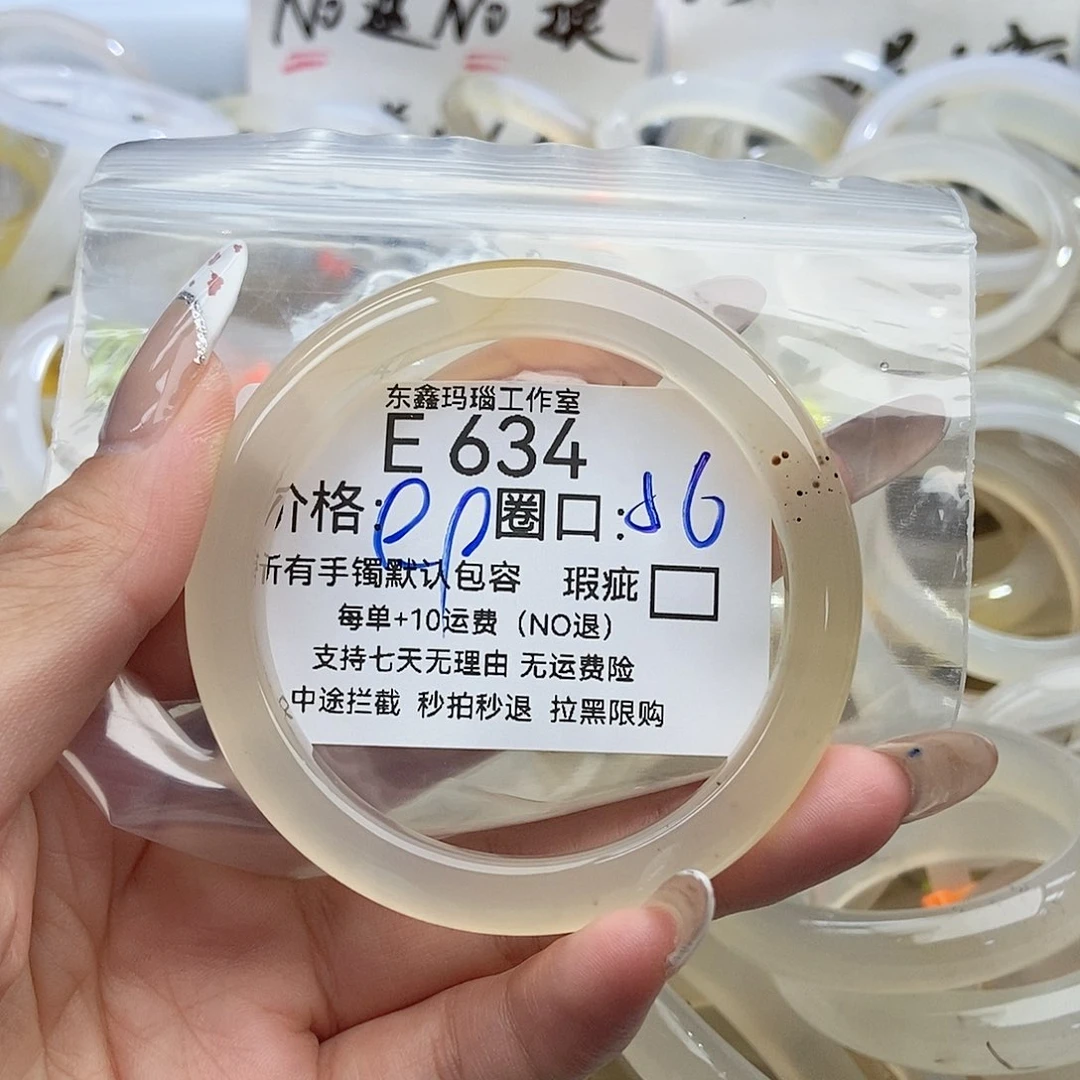 No退No换
东鑫玛瑙工作室
E 634
价格: 圈口:56
所有手镯默认包容 瑕疵
每单+10运费（NO退）
支持七天无理由 无运费险
中途拦截 秒拍秒退 拉黑限购